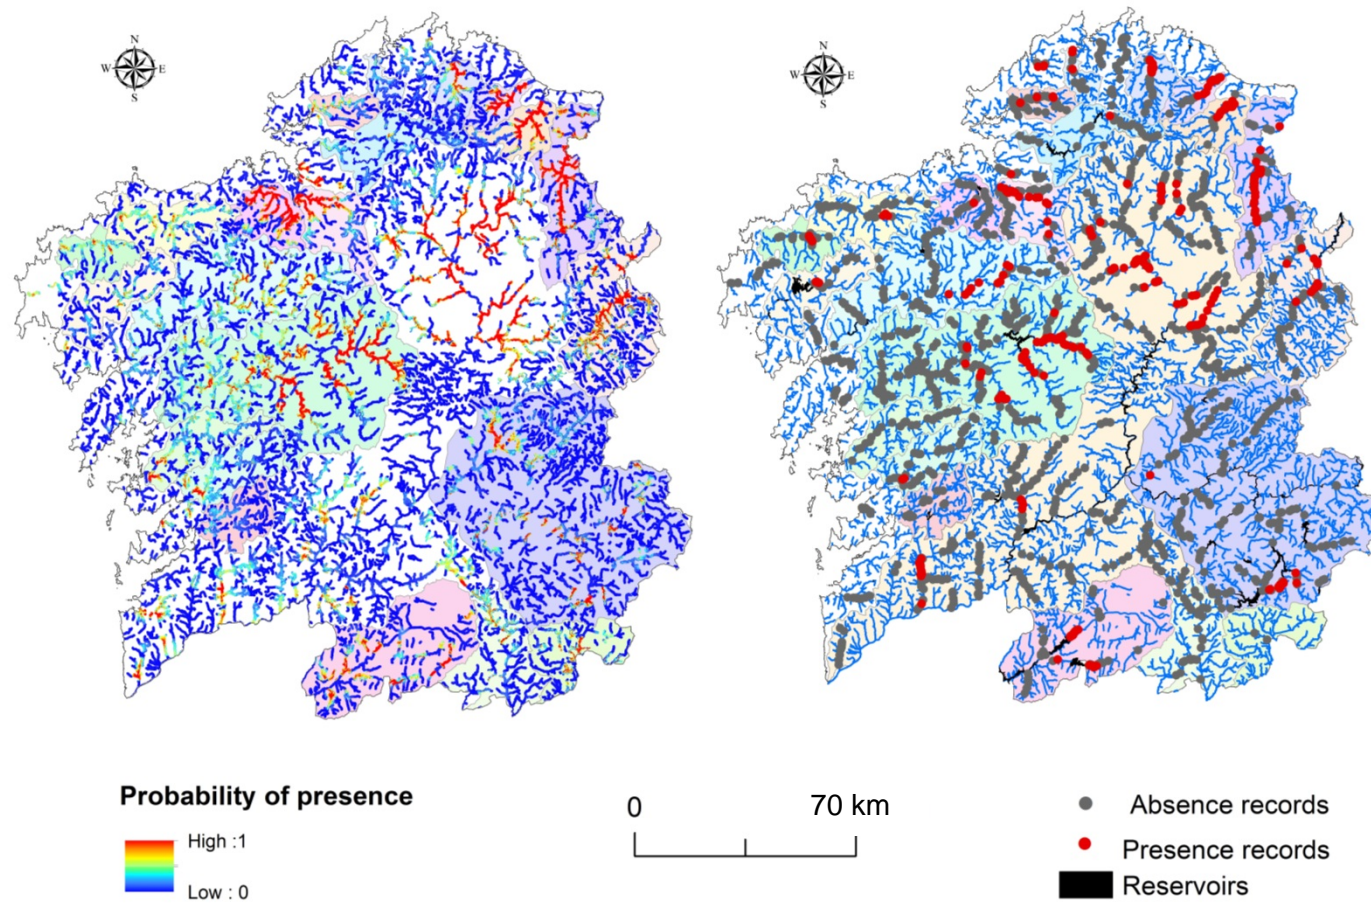 N
W E
S
N
W E
S
Probability of presence
High :1
Low : 0
0 70 km
Absence records
Presence records
Reservoirs